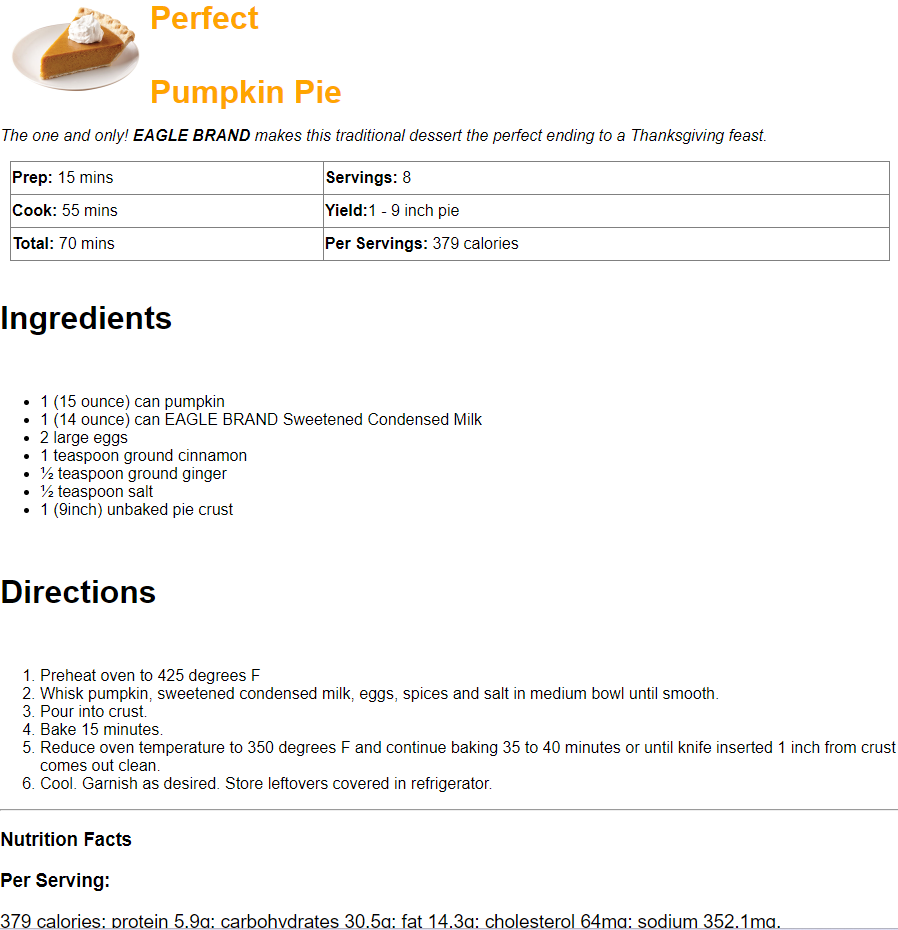 Perfect
Pumpkin Pie
The one and only! EAGLE BRAND makes this traditional dessert the perfect ending to a Thanksgiving feast.
Prep: 15 mins Servings: 8
Cook: 55 mins Yield:1 - 9 inch pie
Total: 70 mins Per Servings: 379 calories
Ingredients
• 1 (15 ounce) can pumpkin
• 1 (14 ounce) can EAGLE BRAND Sweetened Condensed Milk
• 2 large eggs
• 1 teaspoon ground cinnamon
• ½ teaspoon ground ginger
• ½ teaspoon salt
• 1 (9inch) unbaked pie crust
Directions
1. Preheat oven to 425 degrees F
2. Whisk pumpkin, sweetened condensed milk, eggs, spices and salt in medium bowl until smooth.
3. Pour into crust.
4. Bake 15 minutes.
5. Reduce oven temperature to 350 degrees F and continue baking 35 to 40 minutes or until knife inserted 1 inch from crust
comes out clean.
6. Cool. Garnish as desired. Store leftovers covered in refrigerator.
Nutrition Facts
Per Serving:
379 calories; protein 5.9g; carbohydrates 30.5g; fat 14.3g; cholesterol 64mg; sodium 352.1mg.